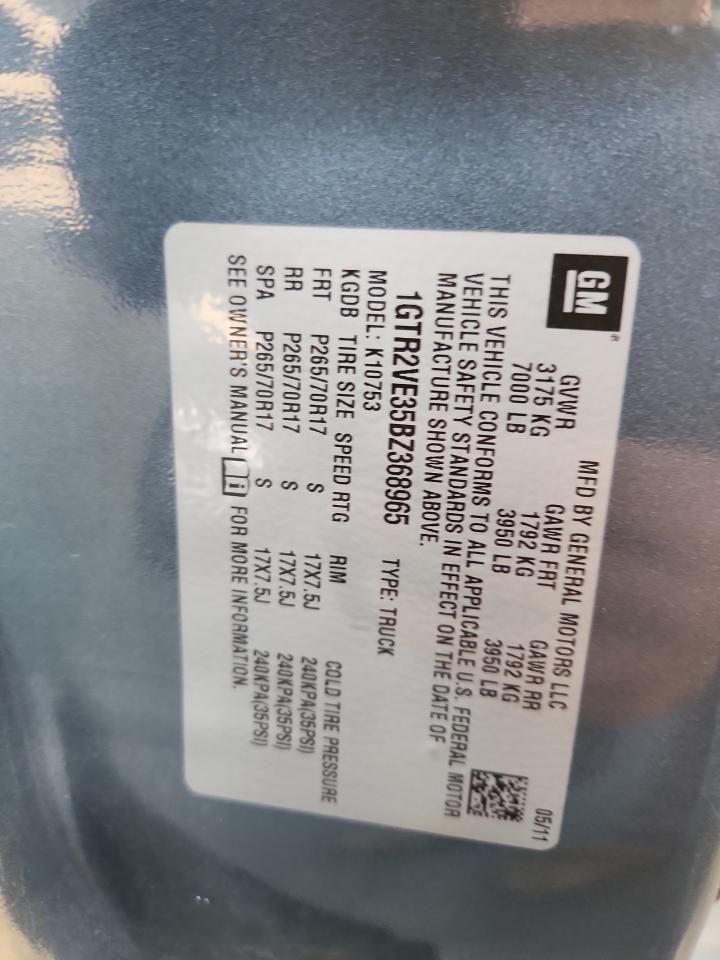 GM
MFD BY GENERAL MOTORS LLC 05/11
GVWR GAWR FRT GAWR RR
3175 KG 1792 KG 1792 KG
7000 LB 3950 LB 3950 LB
THIS VEHICLE CONFORMS TO ALL APPLICABLE U.S. FEDERAL MOTOR
VEHICLE SAFETY STANDARDS IN EFFECT ON THE DATE OF
MANUFACTURE SHOWN ABOVE.
1GTR2VE35BZ368965 TYPE: TRUCK
MODEL: K10753
KGDB TIRE SIZE SPEED RTG RIM COLD TIRE PRESSURE
FRT P265/70R17 S 17X7.5J 240KPA(35PSI)
RR P265/70R17 S 17X7.5J 240KPA(35PSI)
SPA P265/70R17 S 17X7.5J 240KPA(35PSI)
SEE OWNER'S MANUAL i FOR MORE INFORMATION.